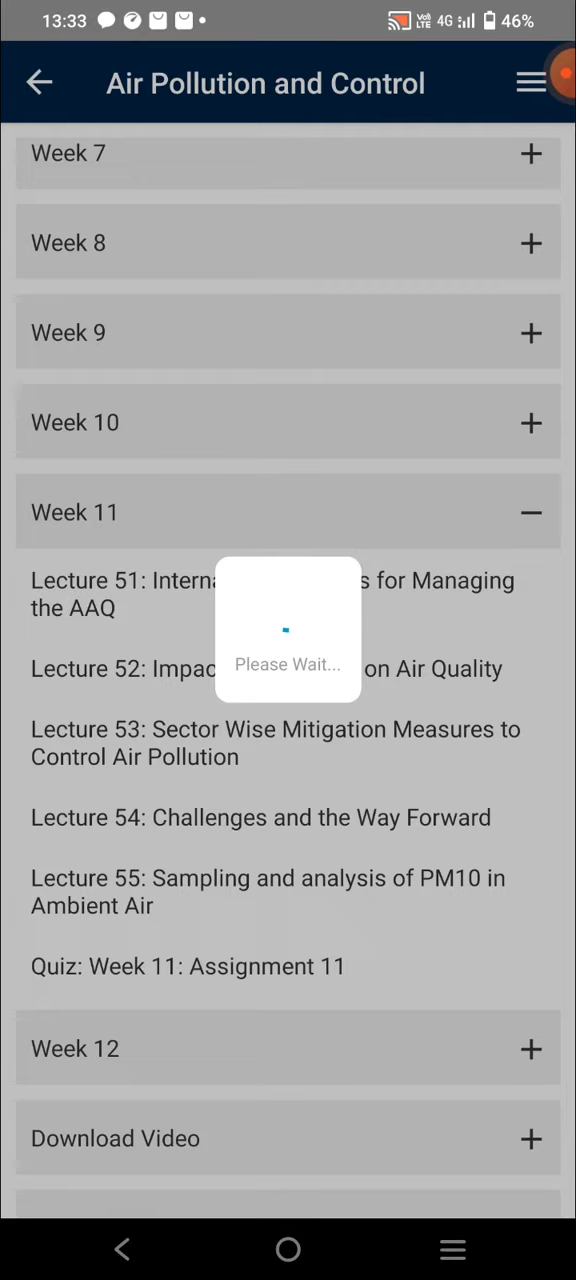 13:33 Vo) LTE 4G 46%
Air Pollution and Control
Week 7
Week 8
Week 9
Week 10
Week 11
Lecture 51: Interna s for Managing
the AAQ
Lecture 52: Impac on Air Quality
Please Wait...
Lecture 53: Sector Wise Mitigation Measures to
Control Air Pollution
Lecture 54: Challenges and the Way Forward
Lecture 55: Sampling and analysis of PM10 in
Ambient Air
Quiz: Week 11: Assignment 11
Week 12
Download Video